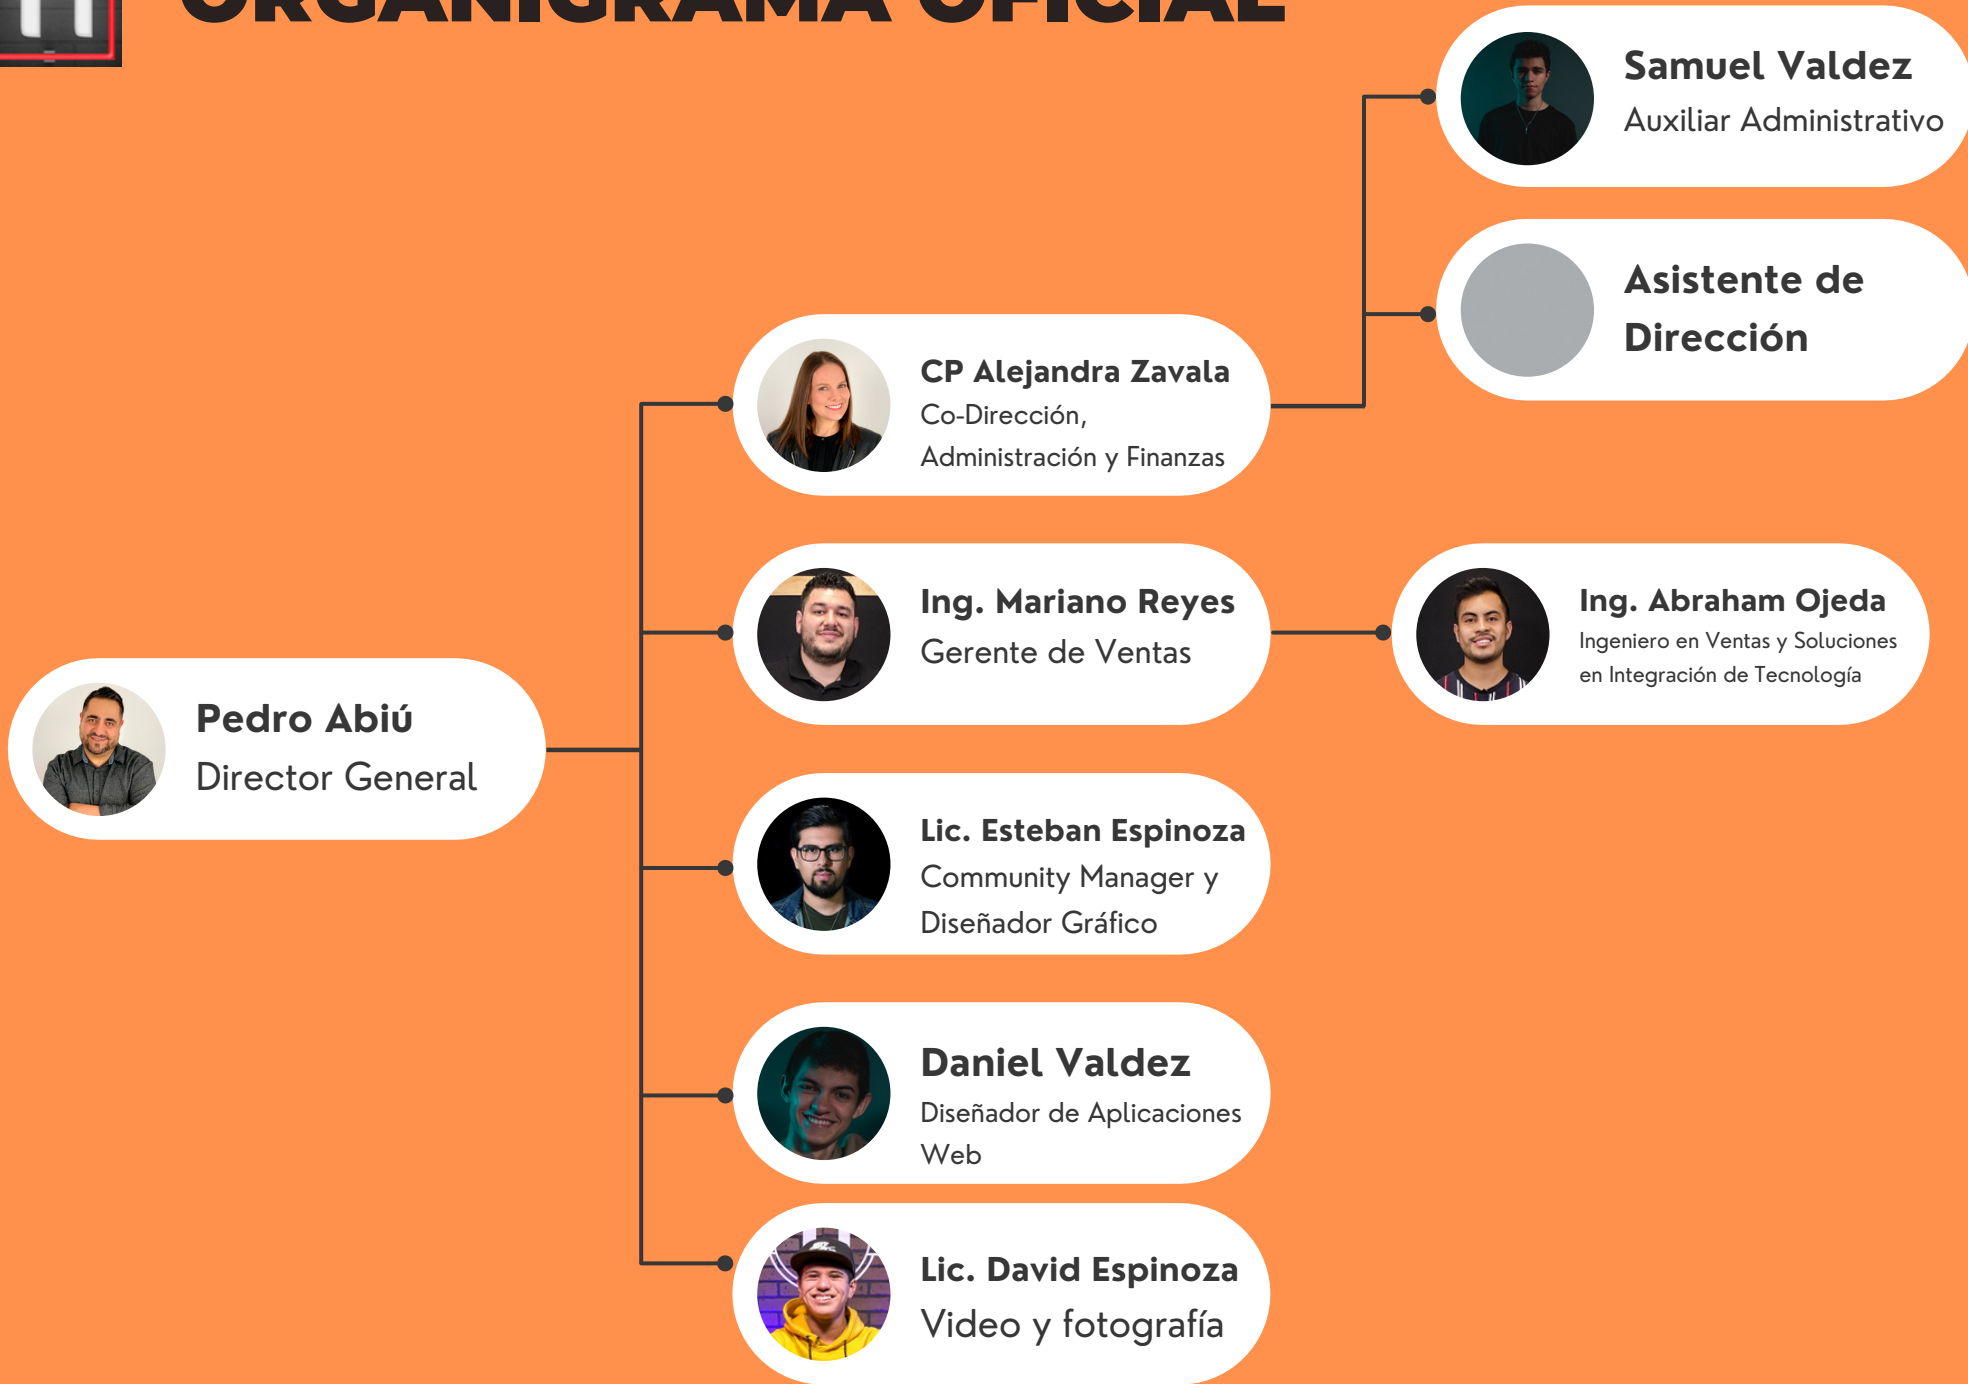 ORGANIGRAMA OFICIAL
Samuel Valdez
Auxiliar Administrativo
Asistente de
Dirección
CP Alejandra Zavala
Co-Dirección,
Administración y Finanzas
Ing. Mariano Reyes
Gerente de Ventas
Ing. Abraham Ojeda
Ingeniero en Ventas y Soluciones
en Integración de Tecnología
Pedro Abiú
Director General
Lic. Esteban Espinoza
Community Manager y
Diseñador Gráfico
Daniel Valdez
Diseñador de Aplicaciones
Web
Lic. David Espinoza
Video y fotografía